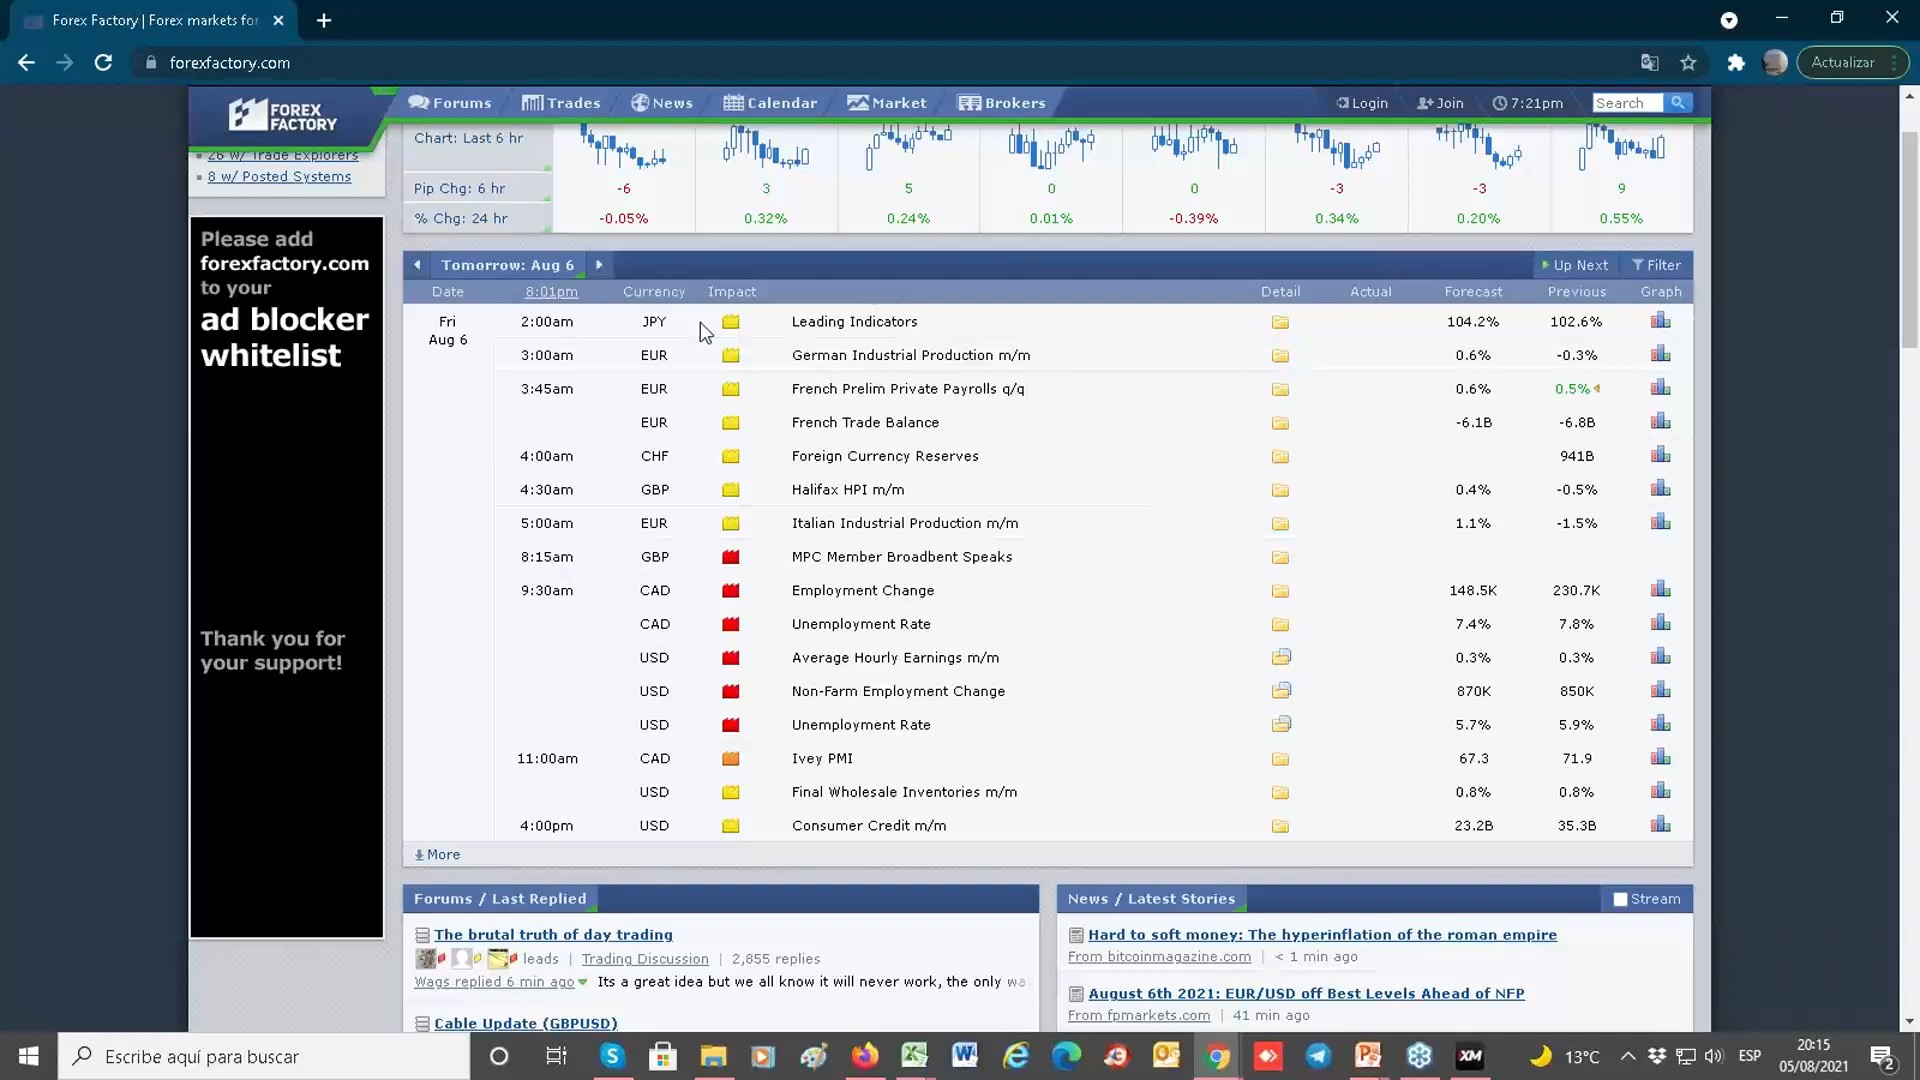 Forex Factory | Forex markets for
forexfactory.com
Actualizar
FOREX FACTORY
Forums Trades News Calendar Market Brokers
Login Join 7:21pm Search
26 w/ Trade Explorers
8 w/ Posted Systems
Chart: Last 6 hr
Pip Chg: 6 hr -6 3 5 0 0 -3 -3 9
% Chg: 24 hr -0.05% 0.32% 0.24% 0.01% -0.39% 0.34% 0.20% 0.55%
Please add
forexfactory.com
to your
ad blocker
whitelist
Thank you for
your support!
Tomorrow: Aug 6 Up Next Filter
Date 8:01pm Currency Impact Detail Actual Forecast Previous Graph
Fri Aug 6 2:00am JPY Leading Indicators 104.2% 102.6%
3:00am EUR German Industrial Production m/m 0.6% -0.3%
3:45am EUR French Prelim Private Payrolls q/q 0.6% 0.5%
EUR French Trade Balance -6.1B -6.8B
4:00am CHF Foreign Currency Reserves 941B
4:30am GBP Halifax HPI m/m 0.4% -0.5%
5:00am EUR Italian Industrial Production m/m 1.1% -1.5%
8:15am GBP MPC Member Broadbent Speaks
9:30am CAD Employment Change 148.5K 230.7K
CAD Unemployment Rate 7.4% 7.8%
USD Average Hourly Earnings m/m 0.3% 0.3%
USD Non-Farm Employment Change 870K 850K
USD Unemployment Rate 5.7% 5.9%
11:00am CAD Ivey PMI 67.3 71.9
USD Final Wholesale Inventories m/m 0.8% 0.8%
4:00pm USD Consumer Credit m/m 23.2B 35.3B
More
Forums / Last Replied
The brutal truth of day trading
leads | Trading Discussion | 2,855 replies
Wags replied 6 min ago Its a great idea but we all know it will never work, the only wa
Cable Update (GBPUSD)
News / Latest Stories Stream
Hard to soft money: The hyperinflation of the roman empire
From bitcoinmagazine.com | < 1 min ago
August 6th 2021: EUR/USD off Best Levels Ahead of NFP
From fpmarkets.com | 41 min ago
Escribe aquí para buscar
XM
13°C
ESP
20:15
05/08/2021
2